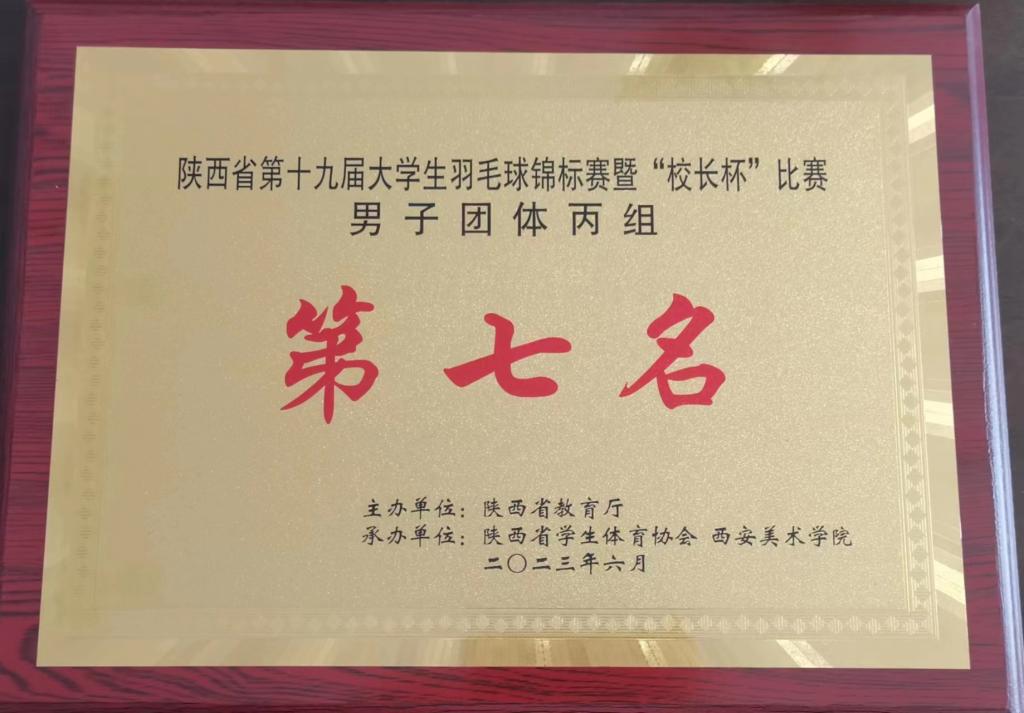 陕西省第十九届大学生羽毛球锦标赛暨“校长杯”比赛
男子团体丙组
第七名
主办单位：陕西省教育厅
承办单位：陕西省学生体育协会 西安美术学院
二〇二三年六月